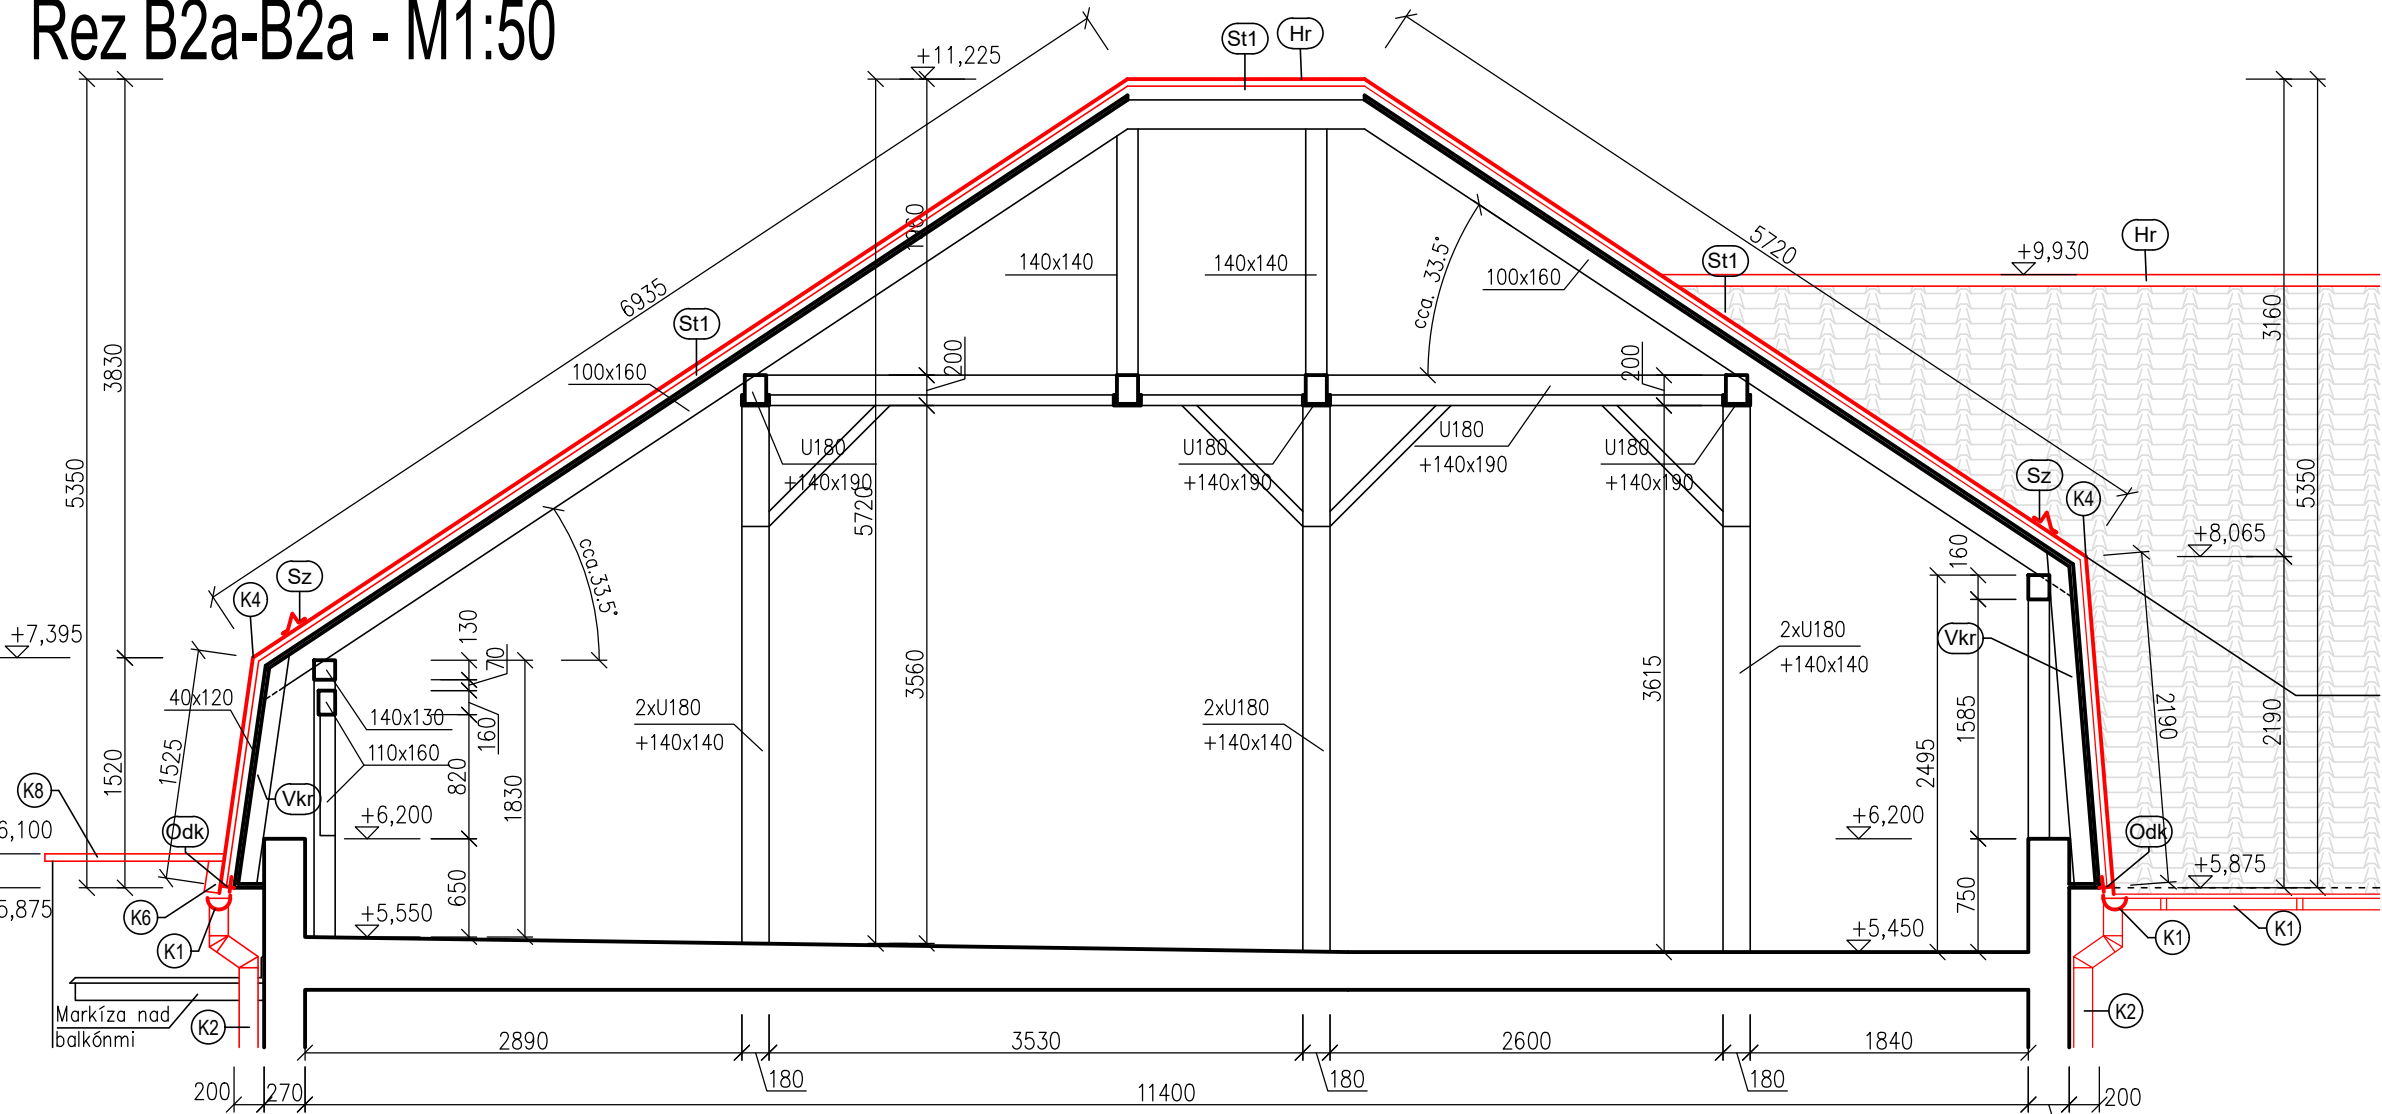 Rez B2a-B2a - M1:50
+11,225
St1
Hr
6935
5720
+9,930
Hr
St1
1960
140x140
140x140
cca. 33.5°
100x160
3160
5350
3830
5350
St1
100x160
200
200
U180
+140x190
U180
+140x190
U180
+140x190
U180
+140x190
5720
Sz
K4
+8,065
160
Sz
K4
cca.33.5°
+7,395
130
70
160
3560
3615
2xU180
+140x140
Vkr
40x120
140x130
110x160
2xU180
+140x140
2xU180
+140x140
2495
1585
2190
2190
1520
1525
820
1830
Vkr
K8
Odk
+6,200
+6,200
Odk
6,100
650
+5,550
750
+5,450
+5,875
5,875
K6
K1
K1
K1
Markíza nad
balkónmi
K2
K2
2890
3530
2600
1840
180
180
180
200
270
11400
200